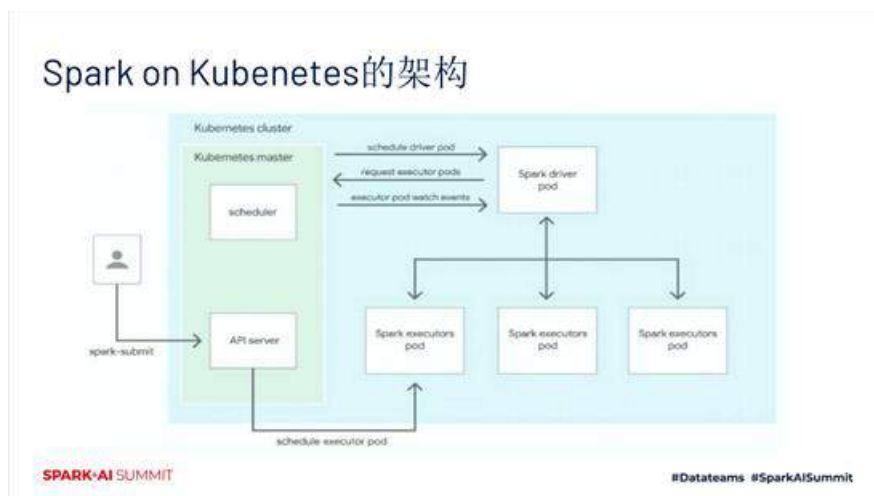 Spark on Kubenetes的架构
Kubernetes cluster
Kubernetes master
schedule driver pod
request executor pods
executor pod watch events
scheduler
Spark driver
pod
API server
spark-submit
Spark executors
pod
Spark executors
pod
Spark executors
pod
schedule executor pod
SPARK+AI SUMMIT
#Datateams #SparkAISummit